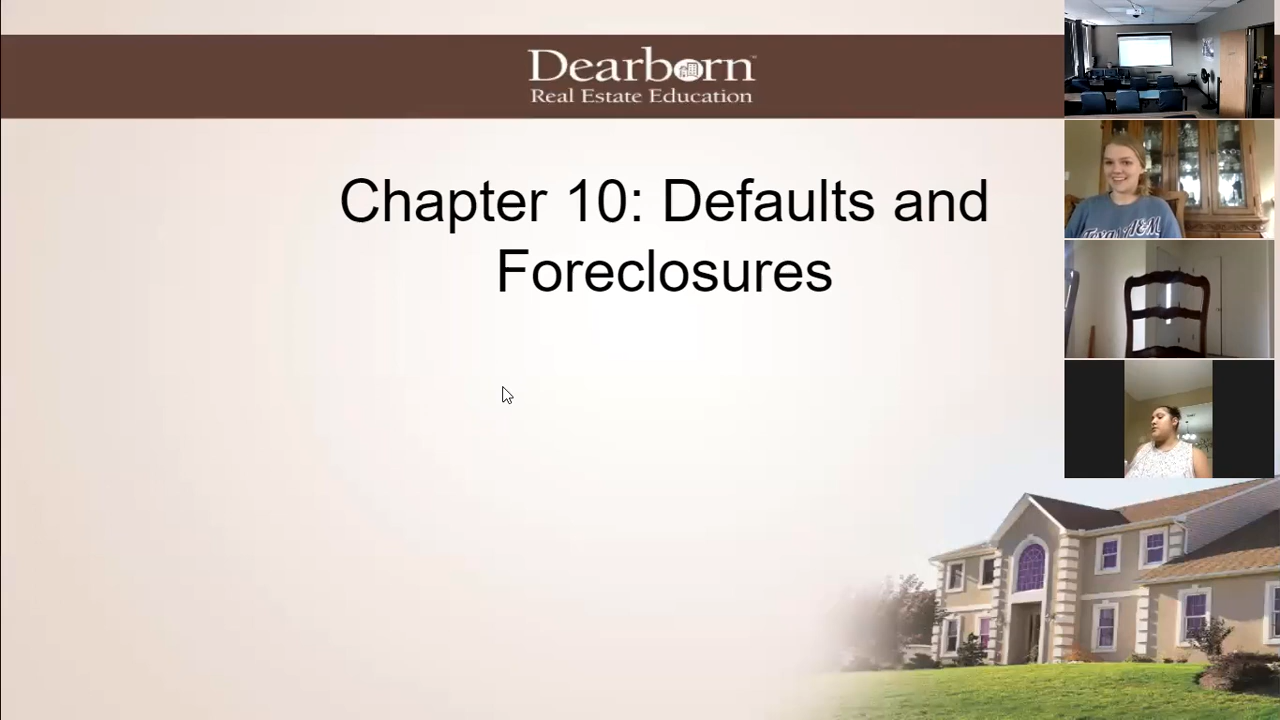 Dearborn
Real Estate Education
Chapter 10: Defaults and
Foreclosures